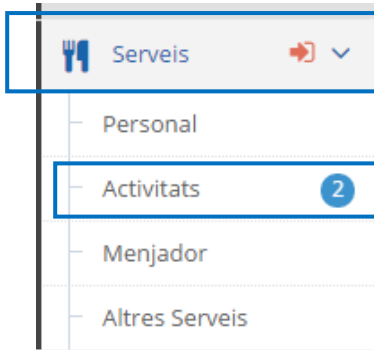 Serveis
Personal
Activitats 2
Menjador
Altres Serveis